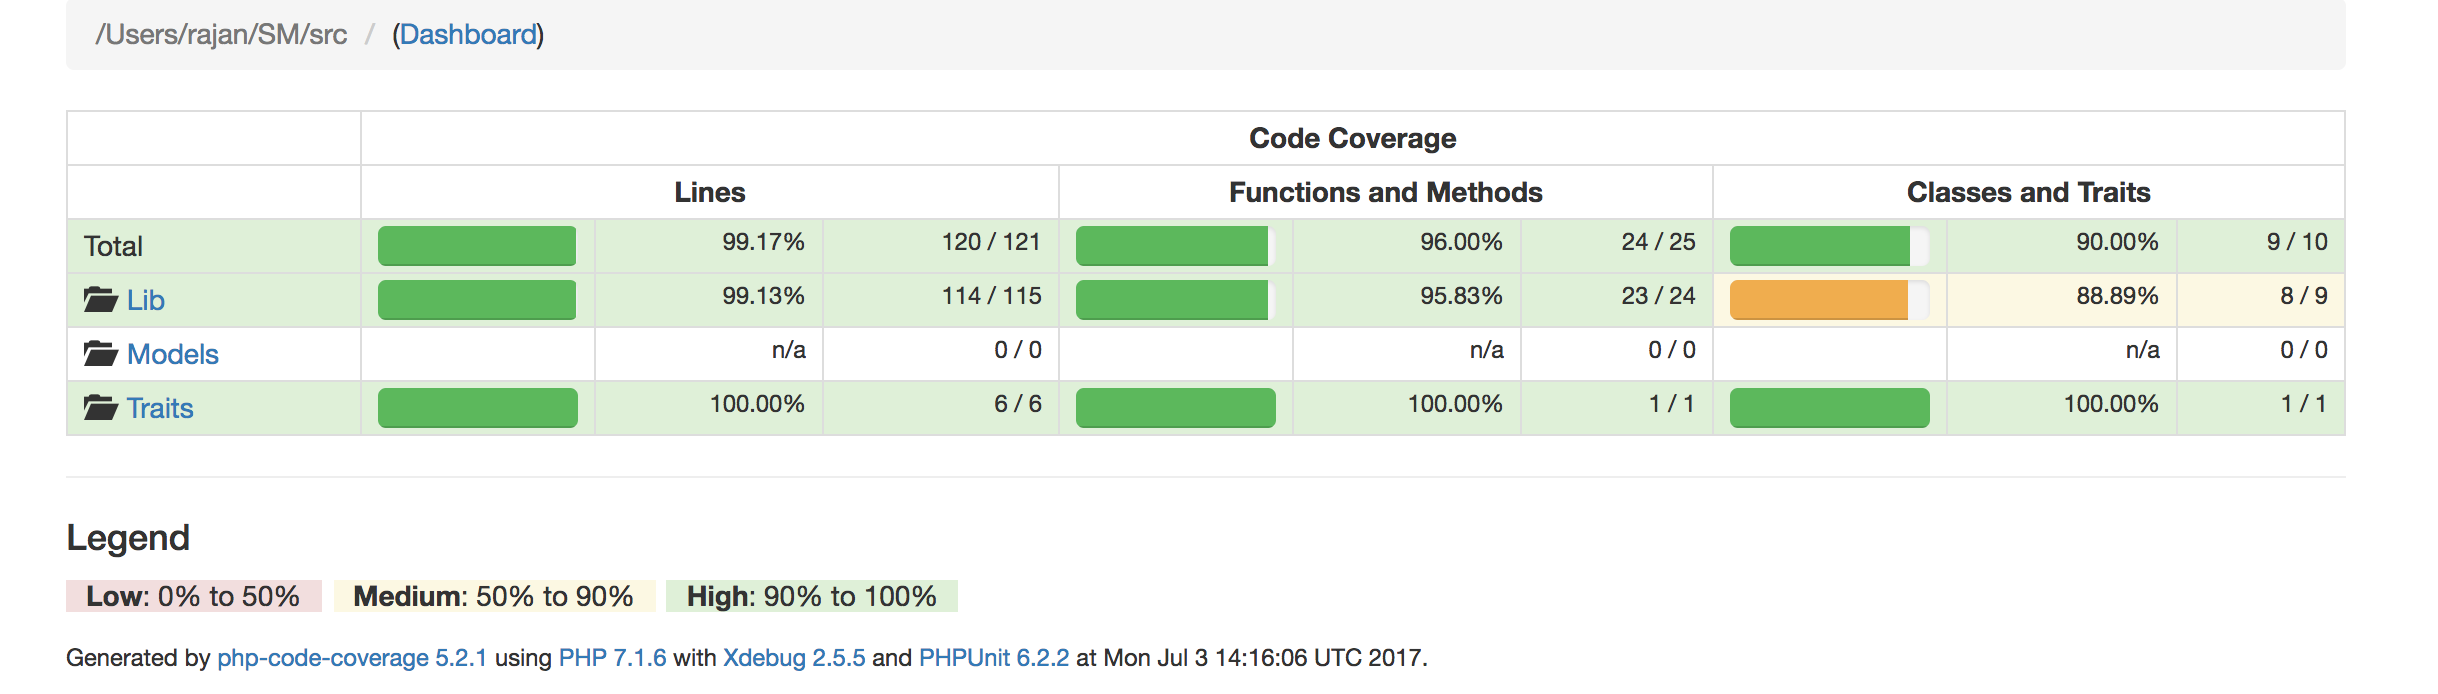 /Users/rajan/SM/src / (Dashboard)
Code Coverage
Lines Functions and Methods Classes and Traits
Total 99.17% 120 / 121 96.00% 24 / 25 90.00% 9 / 10
Lib 99.13% 114 / 115 95.83% 23 / 24 88.89% 8 / 9
Models n/a 0 / 0 n/a 0 / 0 n/a 0 / 0
Traits 100.00% 6 / 6 100.00% 1 / 1 100.00% 1 / 1
Legend
Low: 0% to 50% Medium: 50% to 90% High: 90% to 100%
Generated by php-code-coverage 5.2.1 using PHP 7.1.6 with Xdebug 2.5.5 and PHPUnit 6.2.2 at Mon Jul 3 14:16:06 UTC 2017.